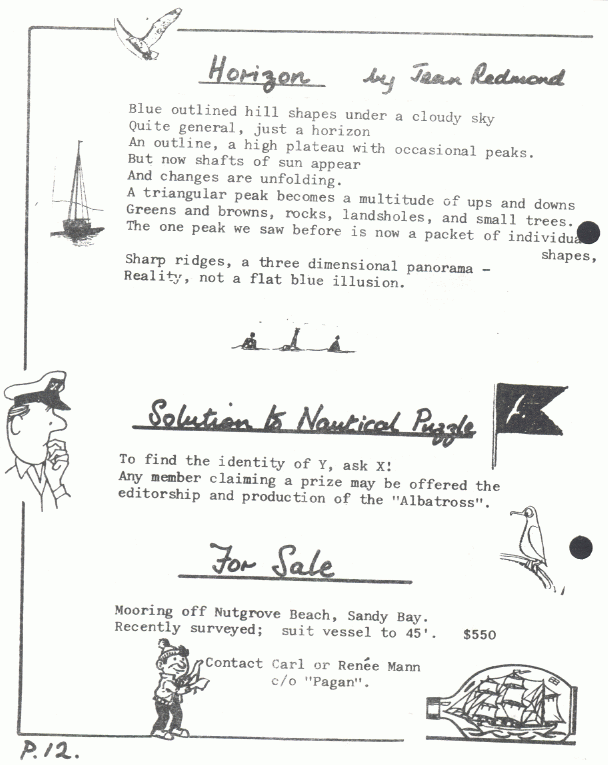 Horizon by Jean Redmond
Blue outlined hill shapes under a cloudy sky
Quite general, just a horizon
An outline, a high plateau with occasional peaks.
But now shafts of sun appear
And changes are unfolding.
A triangular peak becomes a multitude of ups and downs
Greens and browns, rocks, landsholes, and small trees.
The one peak we saw before is now a packet of individua
shapes,
Sharp ridges, a three dimensional panorama -
Reality, not a flat blue illusion.
Solution to Nautical Puzzle
To find the identity of Y, ask X!
Any member claiming a prize may be offered the
editorship and production of the "Albatross".
For Sale
Mooring off Nutgrove Beach, Sandy Bay.
Recently surveyed; suit vessel to 45'. $550
Contact Carl or Renée Mann
c/o "Pagan".
P.12.